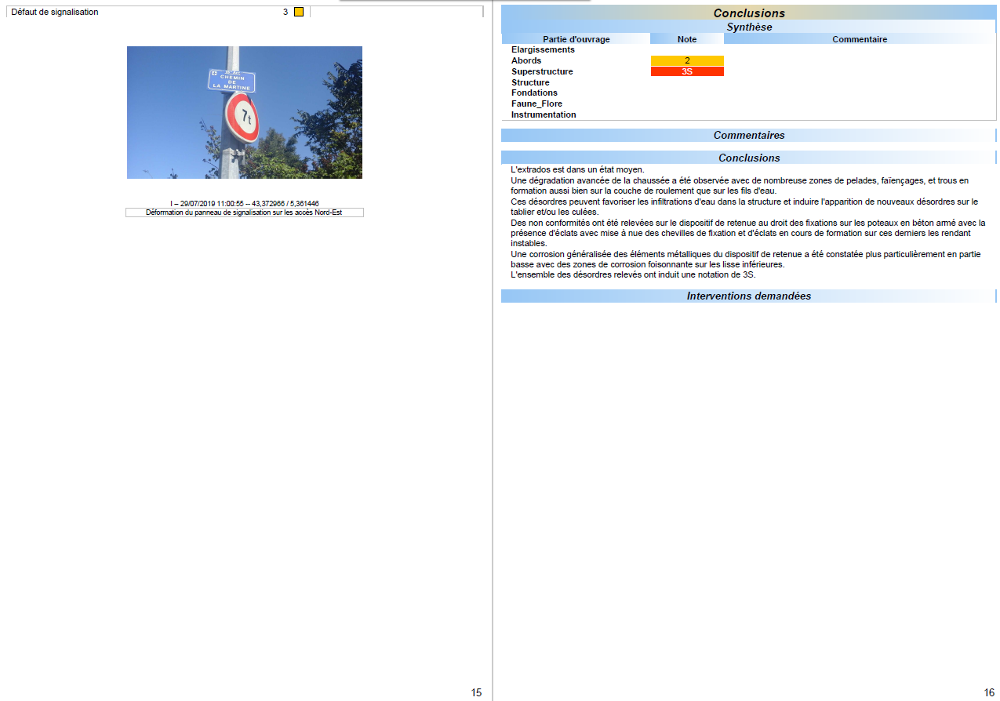 Défaut de signalisation 3
15e Arr.
CHEMIN
DE
LA MARTINE
7t
I – 29/07/2019 11:00:55 -- 43,372966 / 5,361446
Déformation du panneau de signalisation sur les accès Nord-Est
15
Conclusions
Synthèse
Partie d'ouvrage Note Commentaire
Elargissements
Abords 2
Superstructure 3S
Structure
Fondations
Faune_Flore
Instrumentation
Commentaires
Conclusions
L'extrados est dans un état moyen.
Une dégradation avancée de la chaussée a été observée avec de nombreuse zones de pelades, faïençages, et trous en
formation aussi bien sur la couche de roulement que sur les fils d'eau.
Ces désordres peuvent favoriser les infiltrations d'eau dans la structure et induire l'apparition de nouveaux désordres sur le
tablier et/ou les culées.
Des non conformités ont été relevées sur le dispositif de retenue au droit des fixations sur les poteaux en béton armé avec la
présence d'éclats avec mise à nue des chevilles de fixation et d'éclats en cours de formation sur ces derniers les rendant
instables.
Une corrosion généralisée des éléments métalliques du dispositif de retenue a été constatée plus particulièrement en partie
basse avec des zones de corrosion foisonnante sur les lisse inférieures.
L'ensemble des désordres relevés ont induit une notation de 3S.
Interventions demandées
16